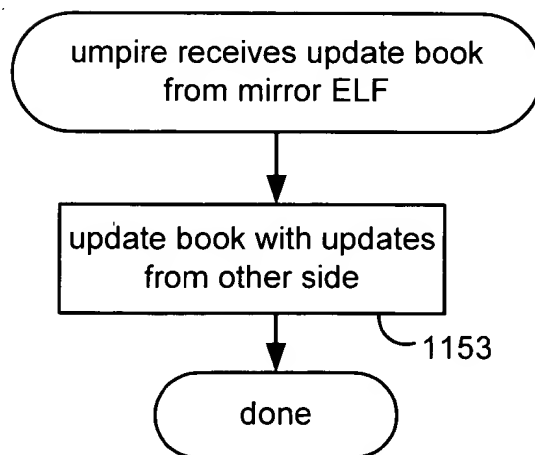 umpire receives update book
from mirror ELF
update book with updates
from other side
1153
done